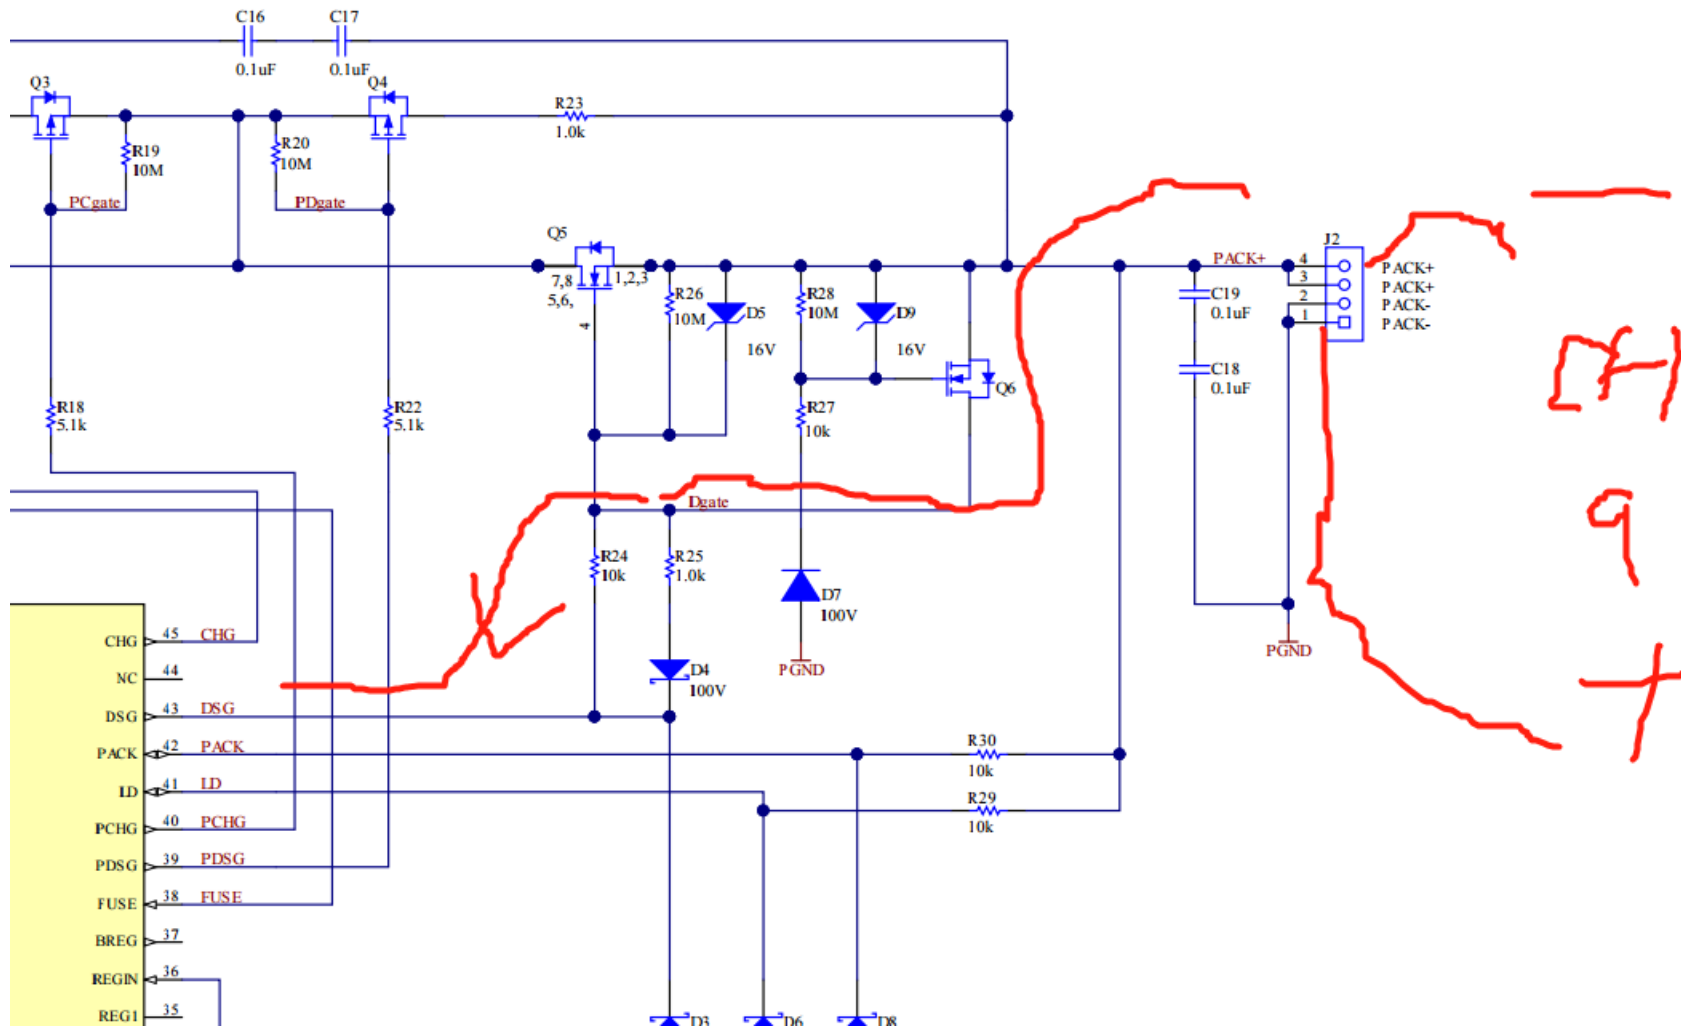 C16 C17
0.1uF 0.1uF
Q3 Q4
R23
1.0k
R19
10M
R20
10M
PCgate PDgate
Q5
7,8
5,6,
1,2,3
4
R26
10M
D5
16V
R28
10M
D9
16V
Q6
PACK+
J2
4 PACK+
3 PACK+
2 PACK-
1 PACK-
C19
0.1uF
C18
0.1uF
R18
5.1k
R22
5.1k
R27
10k
Dgate
R24
10k
R25
1.0k
D7
100V
PGND
PGND
D4
100V
CHG 45 CHG
NC 44
DSG 43 DSG
PACK 42 PACK
LD 41 LD
PCHG 40 PCHG
PDSG 39 PDSG
FUSE 38 FUSE
BREG 37
REGIN 36
REG1 35
R30
10k
R29
10k
D3 D6 D8